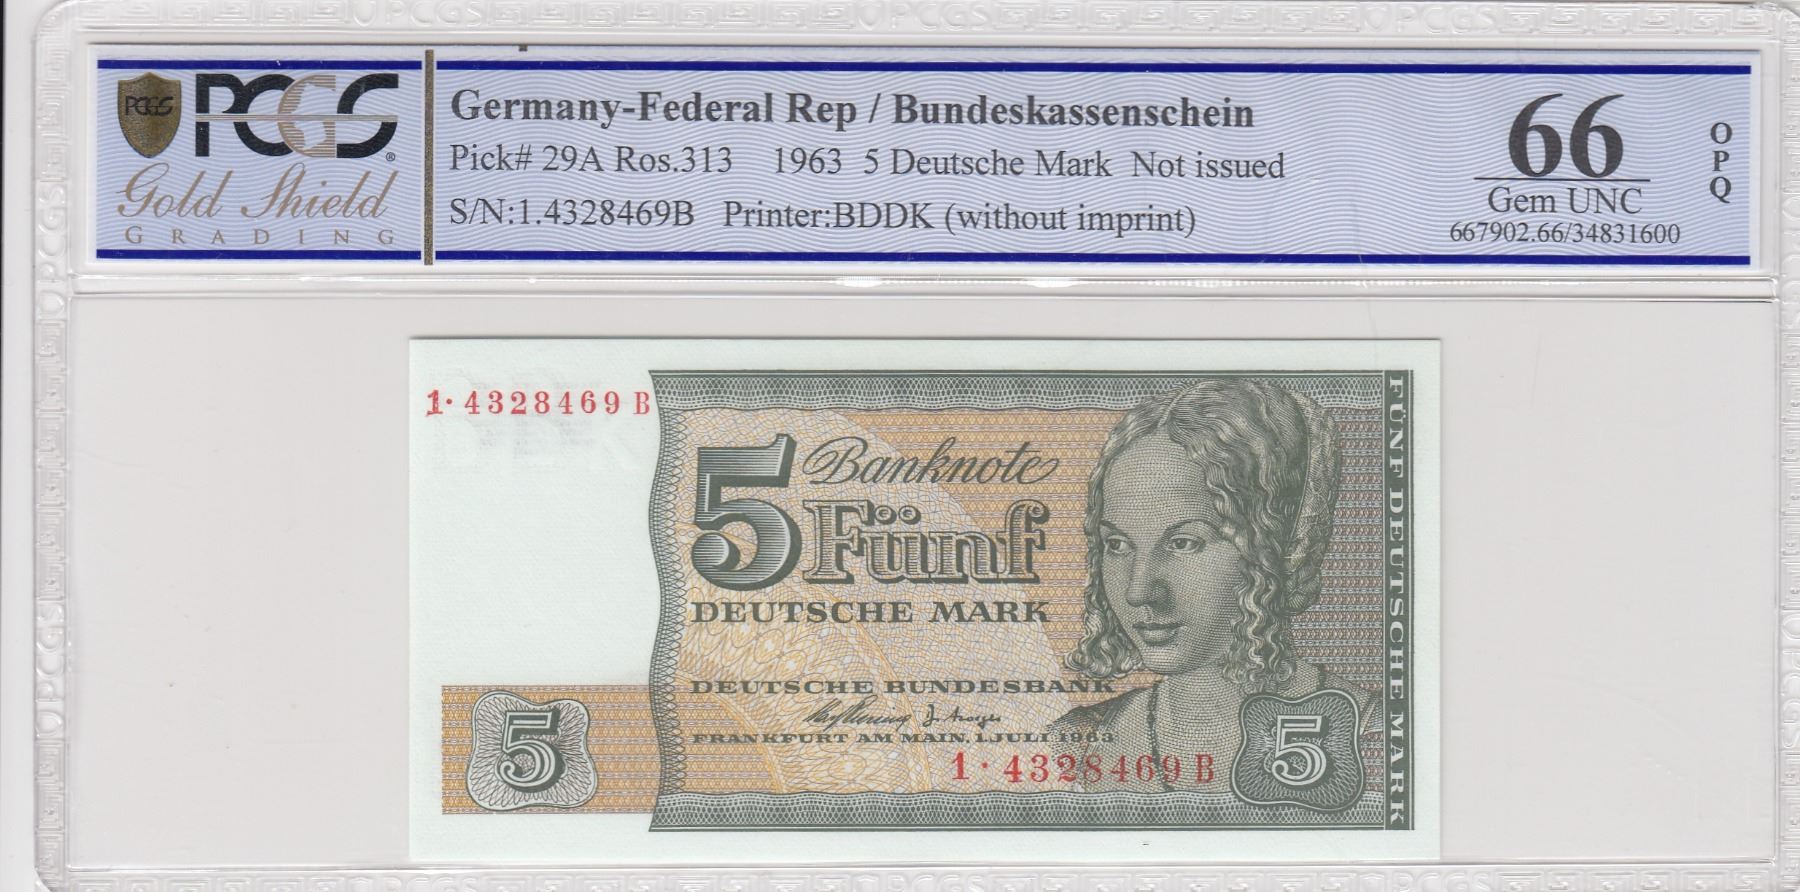 PCGS
PCGS®
Gold Shield
GRADING
Germany-Federal Rep / Bundeskassenschein
Pick# 29A Ros.313 1963 5 Deutsche Mark Not issued
S/N:1.4328469B Printer:BDDK (without imprint)
66
Gem UNC
667902.66/34831600
OPQ
1·4328469 B
5 Banknote
Fünf
DEUTSCHE MARK
DEUTSCHE BUNDESBANK
FRANKFURT AM MAIN, 1. JULI 1963
1·4328469 B
5
5
FÜNF DEUTSCHE MARK